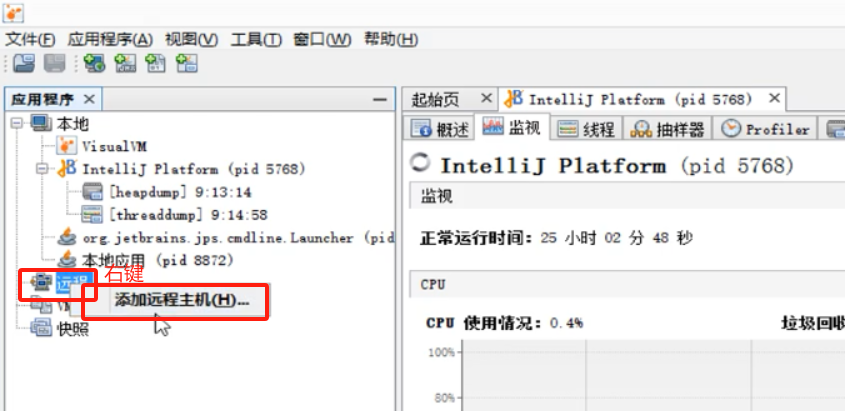 文件(F) 应用程序(A) 视图(V) 工具(T) 窗口(W) 帮助(H)
应用程序
起始页 IntelliJ Platform (pid 5768)
本地
VisualVM
IntelliJ Platform (pid 5768)
[heapdump] 9:13:14
[threaddump] 9:14:58
org.jetbrains.jps.cmdline.Launcher (pid
本地应用 (pid 8872)
远程
右键
添加远程主机(H)...
快照
概述 监视 线程 抽样器 Profiler
IntelliJ Platform (pid 5768)
监视
正常运行时间: 25 小时 02 分 48 秒
CPU
CPU 使用情况: 0.4% 垃圾回收
100%
80%